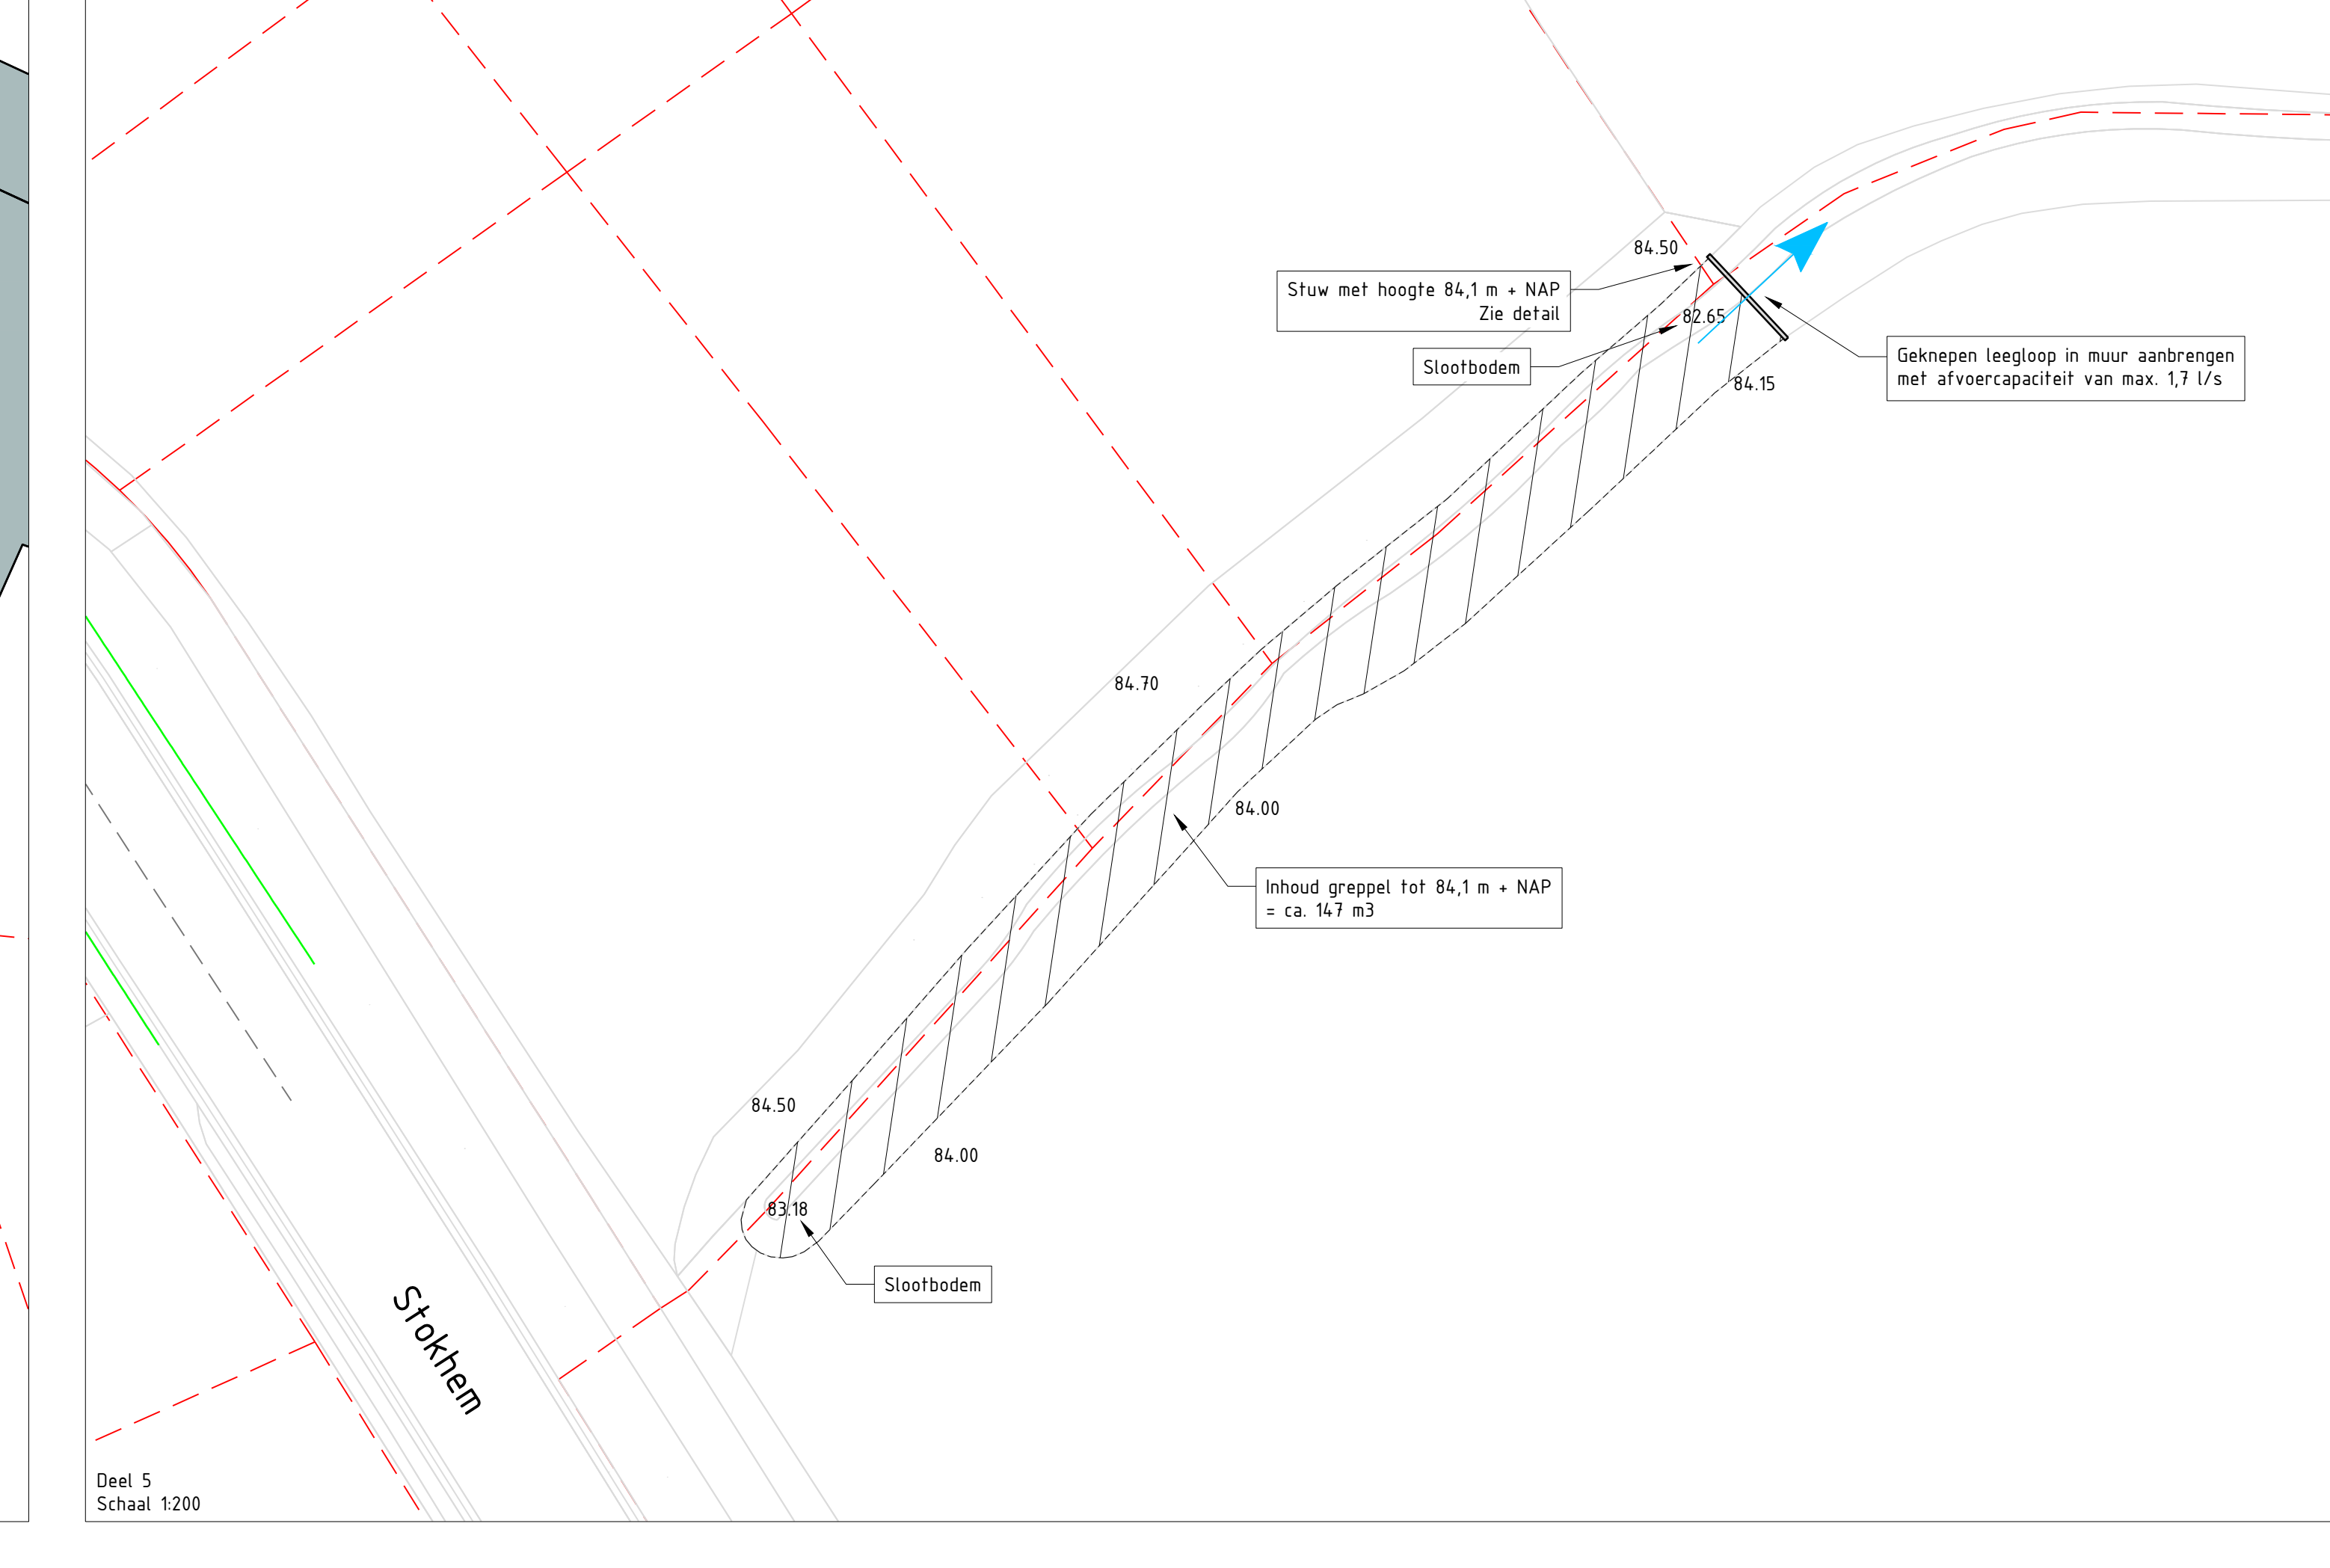 84.50
Stuw met hoogte 84,1 m + NAP
Zie detail
82.65
Slootbodem
Geknepen leegloop in muur aanbrengen
met afvoercapaciteit van max. 1,7 l/s
84.15
84.70
84.00
Inhoud greppel tot 84,1 m + NAP
= ca. 147 m3
84.50
84.00
83.18
Slootbodem
Stokhem
Deel 5
Schaal 1:200